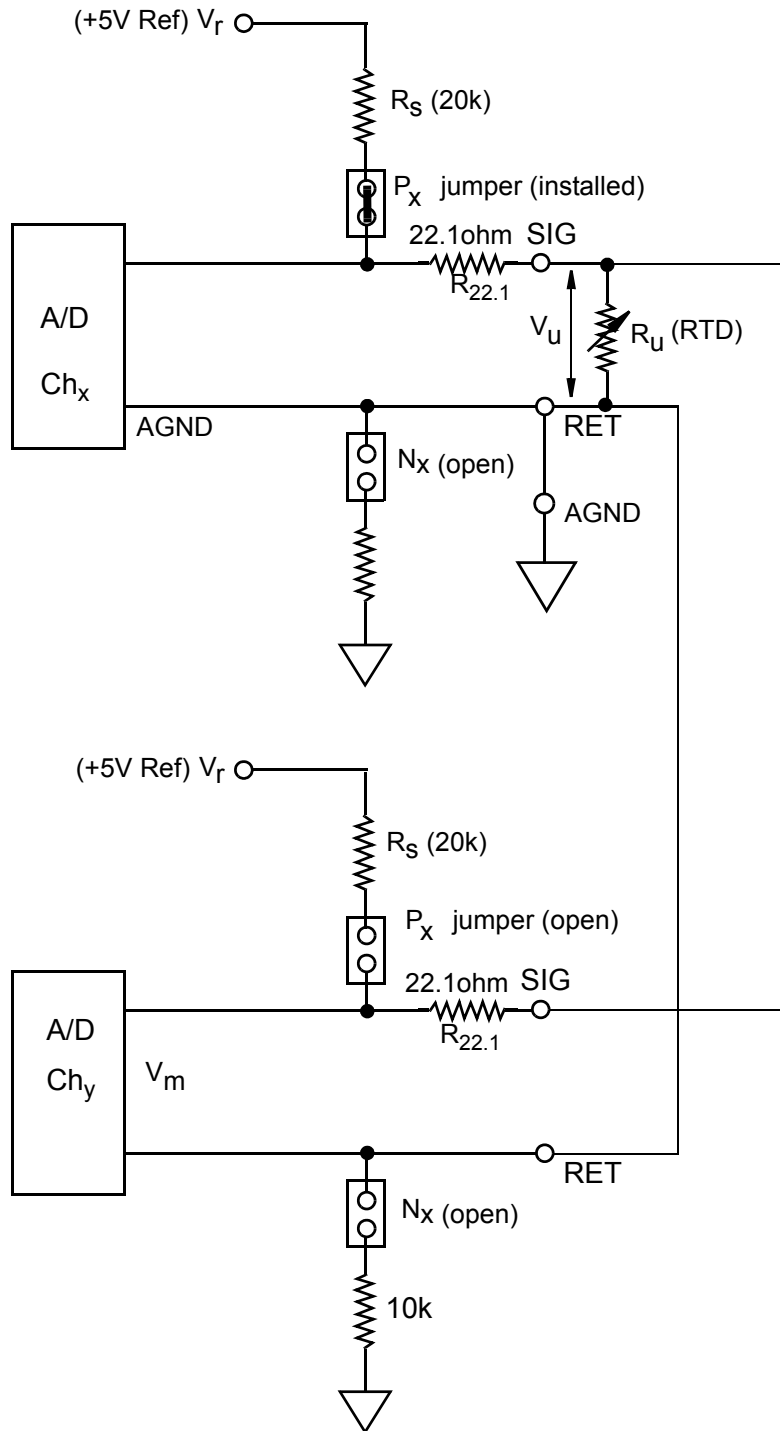 (+5V Ref) Vr
Rs (20k)
Px jumper (installed)
22.1ohm SIG
R22.1
A/D
Chx
Vu
Ru (RTD)
AGND
RET
Nx (open)
AGND
(+5V Ref) Vr
Rs (20k)
Px jumper (open)
22.1ohm SIG
R22.1
A/D
Chy
Vm
RET
Nx (open)
10k